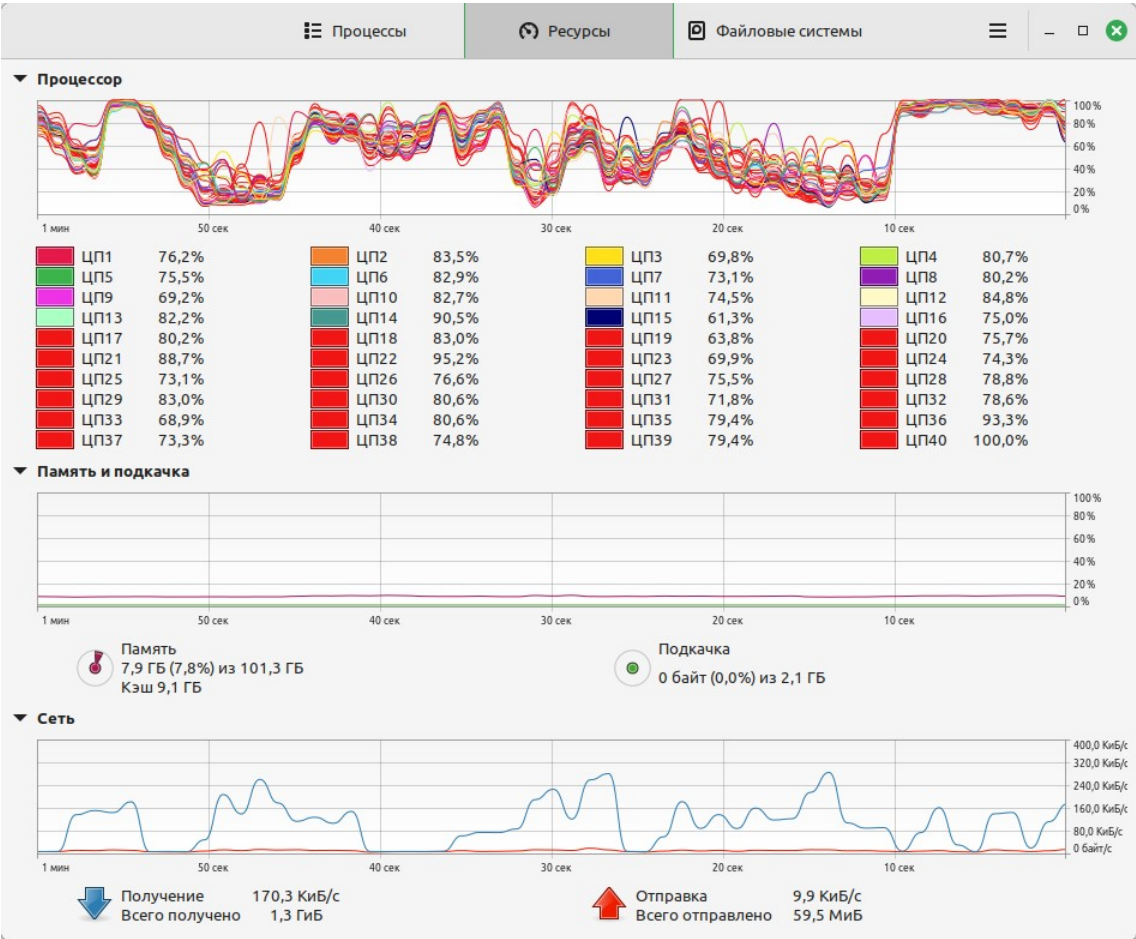 Процессы Ресурсы Файловые системы
Процессор
100 %
80 %
60 %
40 %
20 %
0 %
1 мин 50 сек 40 сек 30 сек 20 сек 10 сек
ЦП1 76,2% ЦП2 83,5% ЦП3 69,8% ЦП4 80,7%
ЦП5 75,5% ЦП6 82,9% ЦП7 73,1% ЦП8 80,2%
ЦП9 69,2% ЦП10 82,7% ЦП11 74,5% ЦП12 84,8%
ЦП13 82,2% ЦП14 90,5% ЦП15 61,3% ЦП16 75,0%
ЦП17 80,2% ЦП18 83,0% ЦП19 63,8% ЦП20 75,7%
ЦП21 88,7% ЦП22 95,2% ЦП23 69,9% ЦП24 74,3%
ЦП25 73,1% ЦП26 76,6% ЦП27 75,5% ЦП28 78,8%
ЦП29 83,0% ЦП30 80,6% ЦП31 71,8% ЦП32 78,6%
ЦП33 68,9% ЦП34 80,6% ЦП35 79,4% ЦП36 93,3%
ЦП37 73,3% ЦП38 74,8% ЦП39 79,4% ЦП40 100,0%
Память и подкачка
100 %
80 %
60 %
40 %
20 %
0 %
1 мин 50 сек 40 сек 30 сек 20 сек 10 сек
Память
7,9 ГБ (7,8%) из 101,3 ГБ
Кэш 9,1 ГБ
Подкачка
0 байт (0,0%) из 2,1 ГБ
Сеть
400,0 КиБ/с
320,0 КиБ/с
240,0 КиБ/с
160,0 КиБ/с
80,0 КиБ/с
0 байт/с
1 мин 50 сек 40 сек 30 сек 20 сек 10 сек
Получение 170,3 КиБ/с
Всего получено 1,3 ГиБ
Отправка 9,9 КиБ/с
Всего отправлено 59,5 МиБ